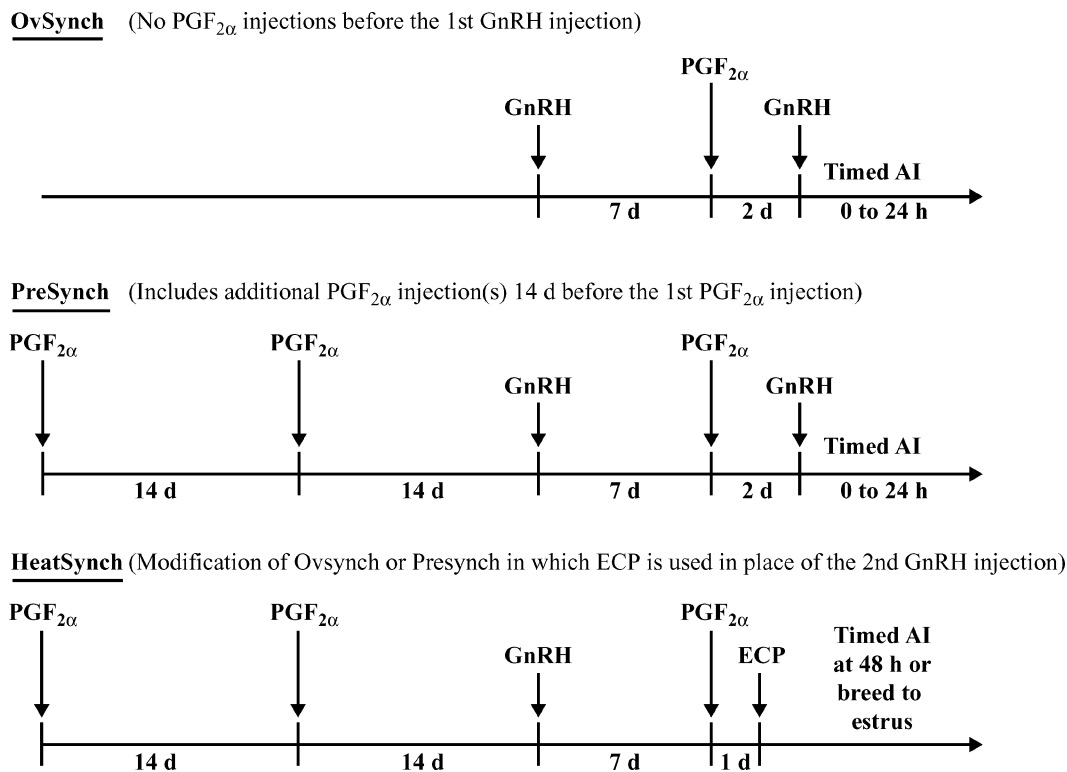 OvSynch (No PGF2α injections before the 1st GnRH injection)
PGF2α
GnRH GnRH
Timed AI
7 d 2 d 0 to 24 h
PreSynch (Includes additional PGF2α injection(s) 14 d before the 1st PGF2α injection)
PGF2α PGF2α PGF2α
GnRH GnRH
Timed AI
14 d 14 d 7 d 2 d 0 to 24 h
HeatSynch (Modification of Ovsynch or Presynch in which ECP is used in place of the 2nd GnRH injection)
PGF2α PGF2α PGF2α
GnRH ECP
Timed AI
at 48 h or
breed to
estrus
14 d 14 d 7 d 1 d